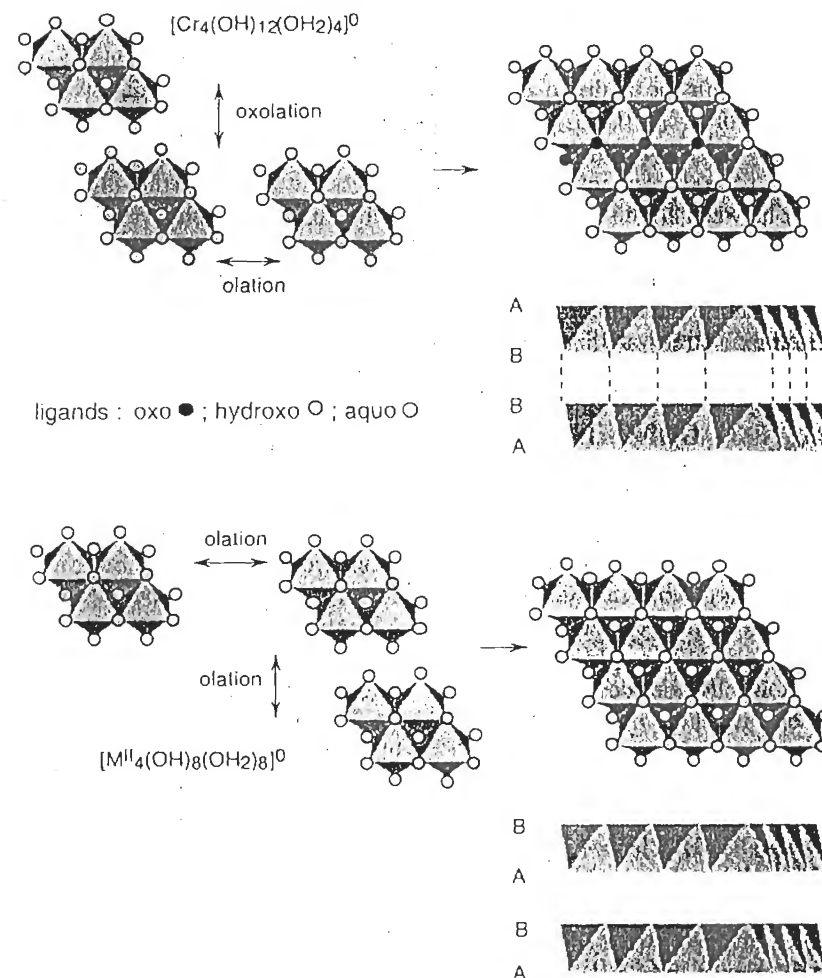 [Cr4(OH)12(OH2)4]0
oxolation
olation
A
B
B
A
ligands : oxo ● ; hydroxo O ; aquo O
olation
olation
[MII4(OH)8(OH2)8]0
B
A
B
A